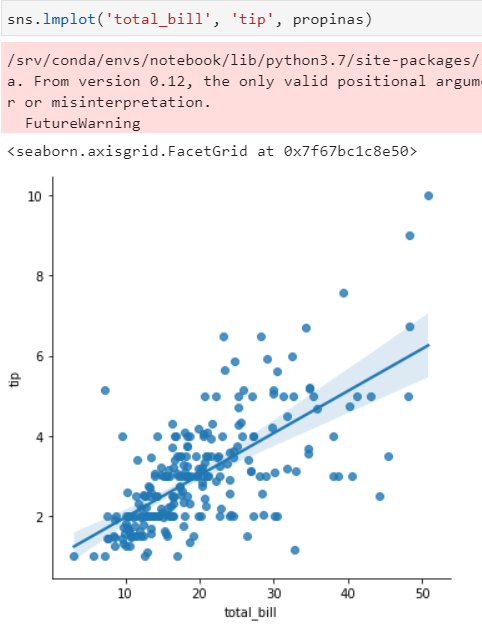 sns.lmplot('total_bill', 'tip', propinas)
/srv/conda/envs/notebook/lib/python3.7/site-packages/
a. From version 0.12, the only valid positional argum
r or misinterpretation.
FutureWarning
<seaborn.axisgrid.FacetGrid at 0x7f67bc1c8e50>
10
8
6
4
2
tip
10 20 30 40 50
total_bill